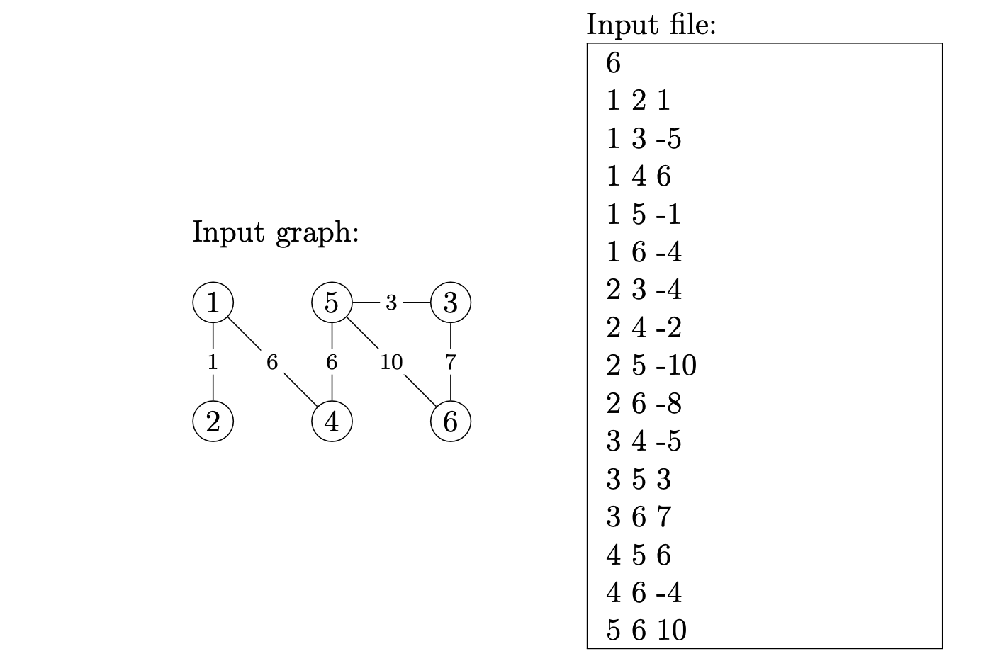 Input graph:
1 5 3 3
1 6 6 10 7
2 4 6
Input file:
6
1 2 1
1 3 -5
1 4 6
1 5 -1
1 6 -4
2 3 -4
2 4 -2
2 5 -10
2 6 -8
3 4 -5
3 5 3
3 6 7
4 5 6
4 6 -4
5 6 10